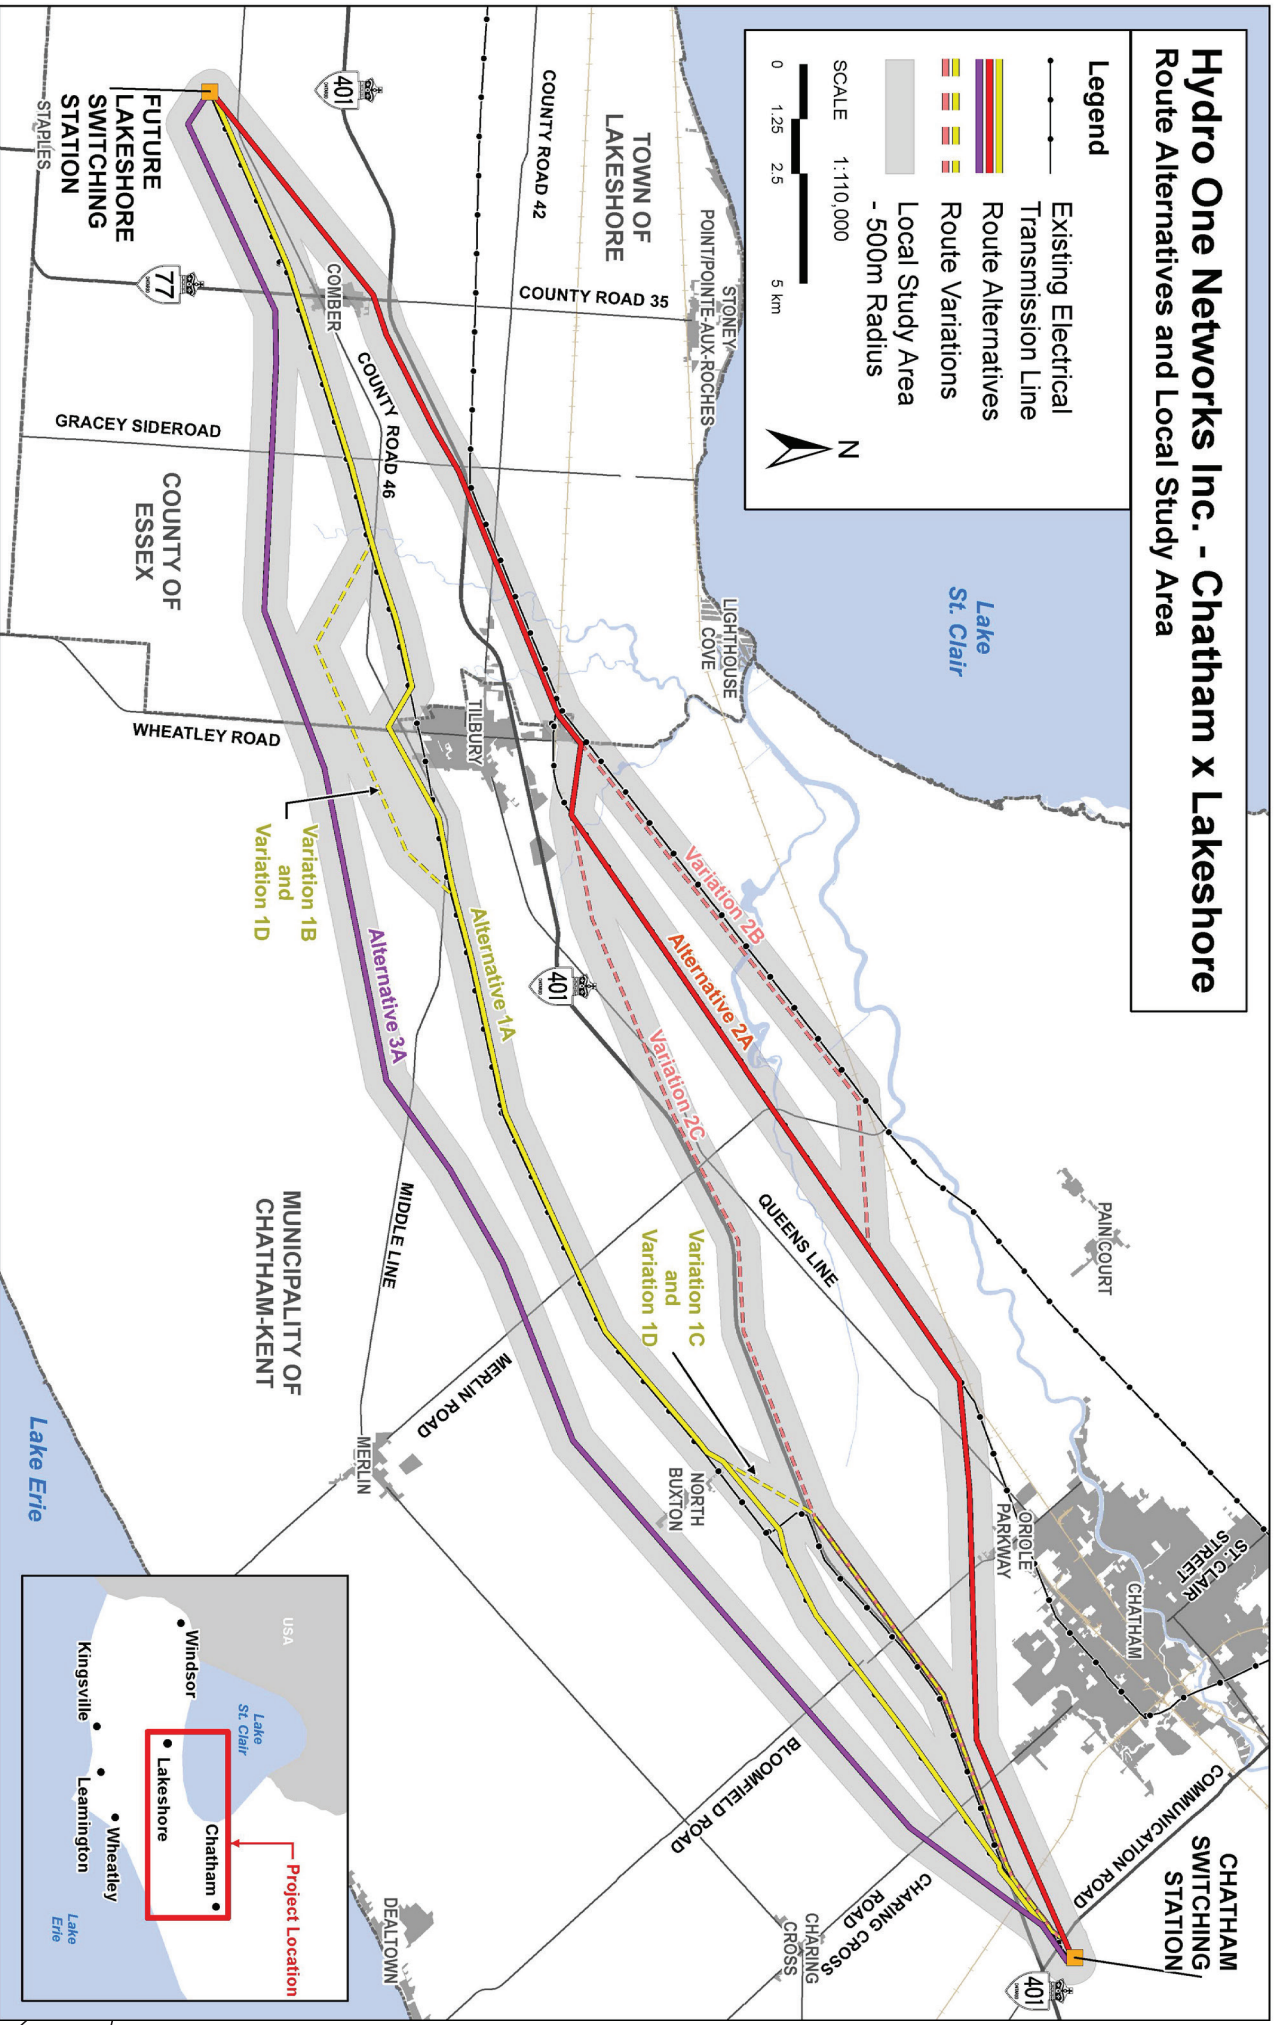 Hydro One Networks Inc. - Chatham x Lakeshore
Route Alternatives and Local Study Area
Legend
Existing Electrical
Transmission Line
Route Alternatives
Route Variations
Local Study Area
- 500m Radius
SCALE 1:110,000
0 1.25 2.5 5 km
N
Lake
St. Clair
STONEY
POINT/POINTE-AUX-ROCHES
LIGHTHOUSE
COVE
TOWN OF
LAKESHORE
COUNTY ROAD 42
COUNTY ROAD 35
401
COMBER
COUNTY ROAD 46
77
FUTURE
LAKESHORE
SWITCHING
STATION
STAPLES
GRACEY SIDEROAD
COUNTY OF
ESSEX
WHEATLEY ROAD
TILBURY
Variation 1B
and
Variation 1D
Alternative 3A
Alternative 1A
401
Variation 2B
Alternative 2A
Variation 2C
PAINCOURT
QUEENS LINE
Variation 1C
and
Variation 1D
MIDDLE LINE
MUNICIPALITY OF
CHATHAM-KENT
MERLIN ROAD
MERLIN
NORTH
BUXTON
Lake Erie
ST. CLAIR
STREET
CHATHAM
ORIOLE
PARKWAY
BLOOMFIELD ROAD
COMMUNICATION ROAD
CHARING CROSS
ROAD
CHARING
CROSS
CHATHAM
SWITCHING
STATION
401
DEALTOWN
USA
Windsor
Lake
St. Clair
Kingsville
Lakeshore
Chatham
Leamington
Wheatley
Lake
Erie
Project Location